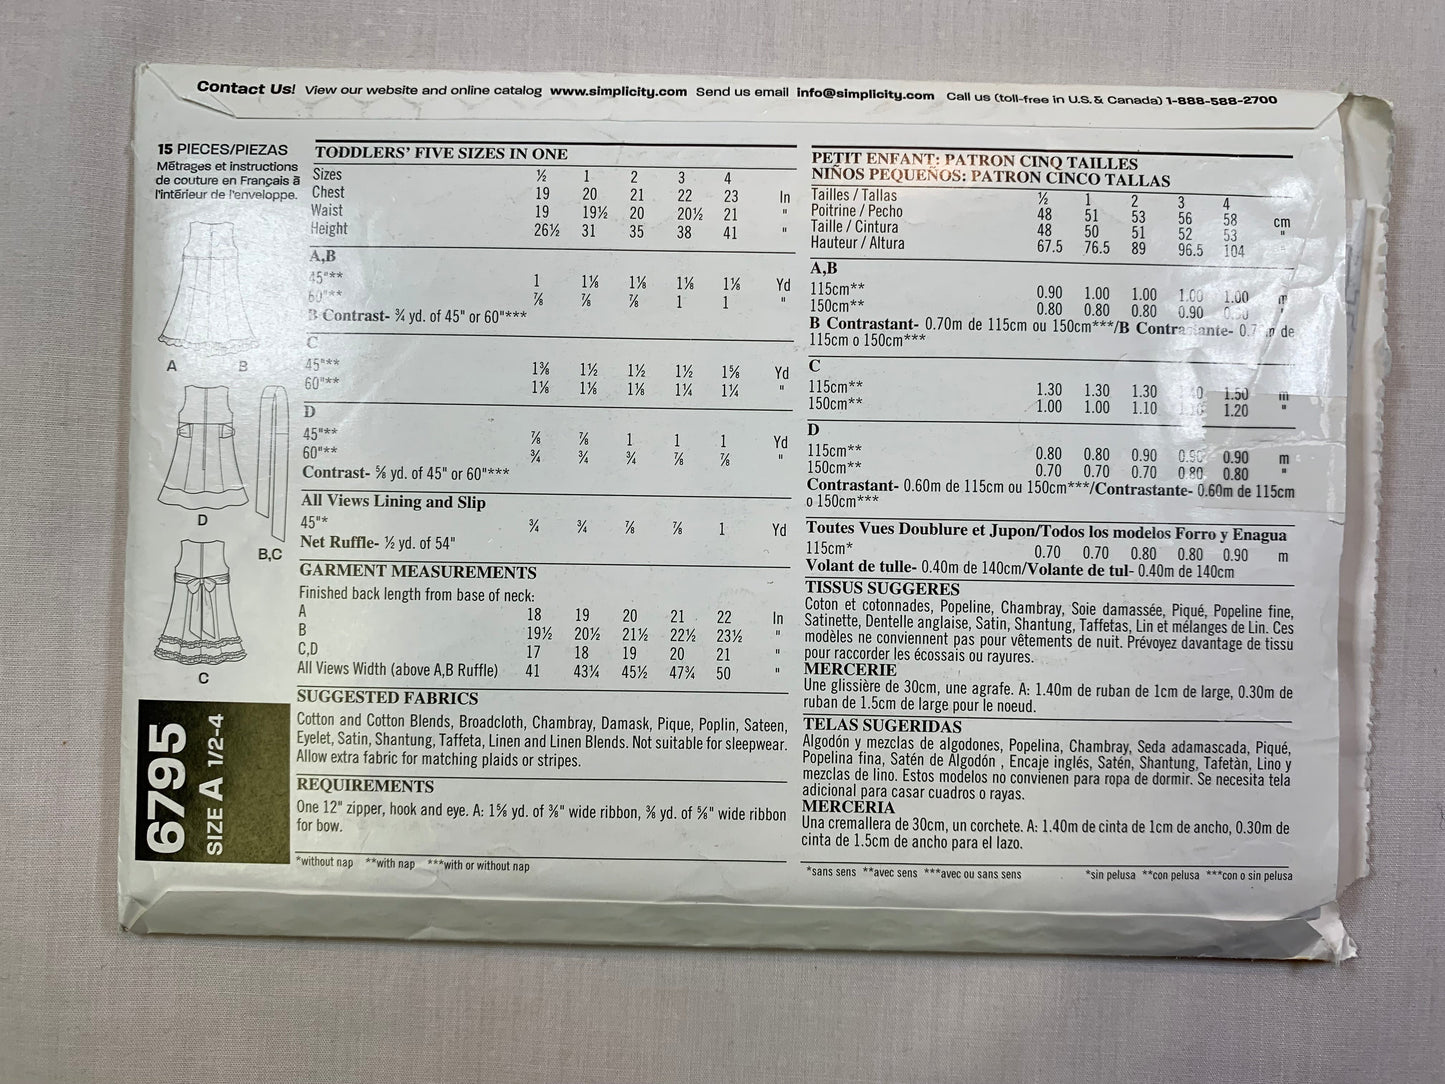 Contact Us! View our website and online catalog www.simplicity.com Send us email info@simplicity.com Call us (toll-free in U.S. & Canada) 1-888-588-2700
15 PIECES/PIEZAS
Métrages et instructions
de couture en Français à
l'intérieur de l'enveloppe.
A B
D
B,C
C
6795
SIZE A 1/2-4
TODDLERS' FIVE SIZES IN ONE
Sizes ½ 1 2 3 4
Chest 19 20 21 22 23 In
Waist 19 19½ 20 20½ 21 "
Height 26½ 31 35 38 41 "
A,B
45"** 1 1⅛ 1⅛ 1⅛ 1⅛ Yd
60"** ⅞ ⅞ ⅞ 1 1 "
B Contrast- ¾ yd. of 45" or 60"***
C
45"** 1⅜ 1½ 1½ 1½ 1⅝ Yd
60"** 1⅛ 1⅛ 1⅛ 1¼ 1¼ "
D
45"** ⅞ ⅞ 1 1 1 Yd
60"** ¾ ¾ ¾ ⅞ ⅞ "
Contrast- ⅝ yd. of 45" or 60"***
All Views Lining and Slip
45"* ¾ ¾ ⅞ ⅞ 1 Yd
Net Ruffle- ½ yd. of 54"
GARMENT MEASUREMENTS
Finished back length from base of neck:
A 18 19 20 21 22 In
B 19½ 20½ 21½ 22½ 23½ "
C,D 17 18 19 20 21 "
All Views Width (above A,B Ruffle) 41 43¼ 45½ 47¾ 50 "
SUGGESTED FABRICS
Cotton and Cotton Blends, Broadcloth, Chambray, Damask, Pique, Poplin, Sateen,
Eyelet, Satin, Shantung, Taffeta, Linen and Linen Blends. Not suitable for sleepwear.
Allow extra fabric for matching plaids or stripes.
REQUIREMENTS
One 12" zipper, hook and eye. A: 1⅝ yd. of ⅜" wide ribbon, ⅜ yd. of ⅝" wide ribbon
for bow.
*without nap **with nap ***with or without nap
PETIT ENFANT: PATRON CINQ TAILLES
NIÑOS PEQUEÑOS: PATRON CINCO TALLAS
Tailles / Tallas ½ 1 2 3 4
Poitrine / Pecho 48 51 53 56 58 cm
Taille / Cintura 48 50 51 52 53 "
Hauteur / Altura 67.5 76.5 89 96.5 104 "
A,B
115cm** 0.90 1.00 1.00 1.00 1.00 m
150cm** 0.80 0.80 0.80 0.90
B Contrastant- 0.70m de 115cm ou 150cm***/B Contrastante- m de
115cm o 150cm***
C
115cm** 1.30 1.30 1.30 1.40 1.50 m
150cm** 1.00 1.00 1.10 1.10 1.20 "
D
115cm** 0.80 0.80 0.90 0.90 0.90 m
150cm** 0.70 0.70 0.70 0.80 0.80 "
Contrastant- 0.60m de 115cm ou 150cm***/Contrastante- 0.60m de 115cm
o 150cm***
Toutes Vues Doublure et Jupon/Todos los modelos Forro y Enagua
115cm* 0.70 0.70 0.80 0.80 0.90 m
Volant de tulle- 0.40m de 140cm/Volante de tul- 0.40m de 140cm
TISSUS SUGGERES
Coton et cotonnades, Popeline, Chambray, Soie damassée, Piqué, Popeline fine,
Satinette, Dentelle anglaise, Satin, Shantung, Taffetas, Lin et mélanges de Lin. Ces
modèles ne conviennent pas pour vêtements de nuit. Prévoyez davantage de tissu
pour raccorder les écossais ou rayures.
MERCERIE
Une glissière de 30cm, une agrafe. A: 1.40m de ruban de 1cm de large, 0.30m de
ruban de 1.5cm de large pour le noeud.
TELAS SUGERIDAS
Algodón y mezclas de algodones, Popelina, Chambray, Seda adamascada, Piqué,
Popelina fina, Satén de Algodón , Encaje inglés, Satén, Shantung, Tafetàn, Lino y
mezclas de lino. Estos modelos no convienen para ropa de dormir. Se necesita tela
adicional para casar cuadros o rayas.
MERCERIA
Una cremallera de 30cm, un corchete. A: 1.40m de cinta de 1cm de ancho, 0.30m de
cinta de 1.5cm de ancho para el lazo.
*sans sens **avec sens ***avec ou sans sens *sin pelusa **con pelusa ***con o sin pelusa